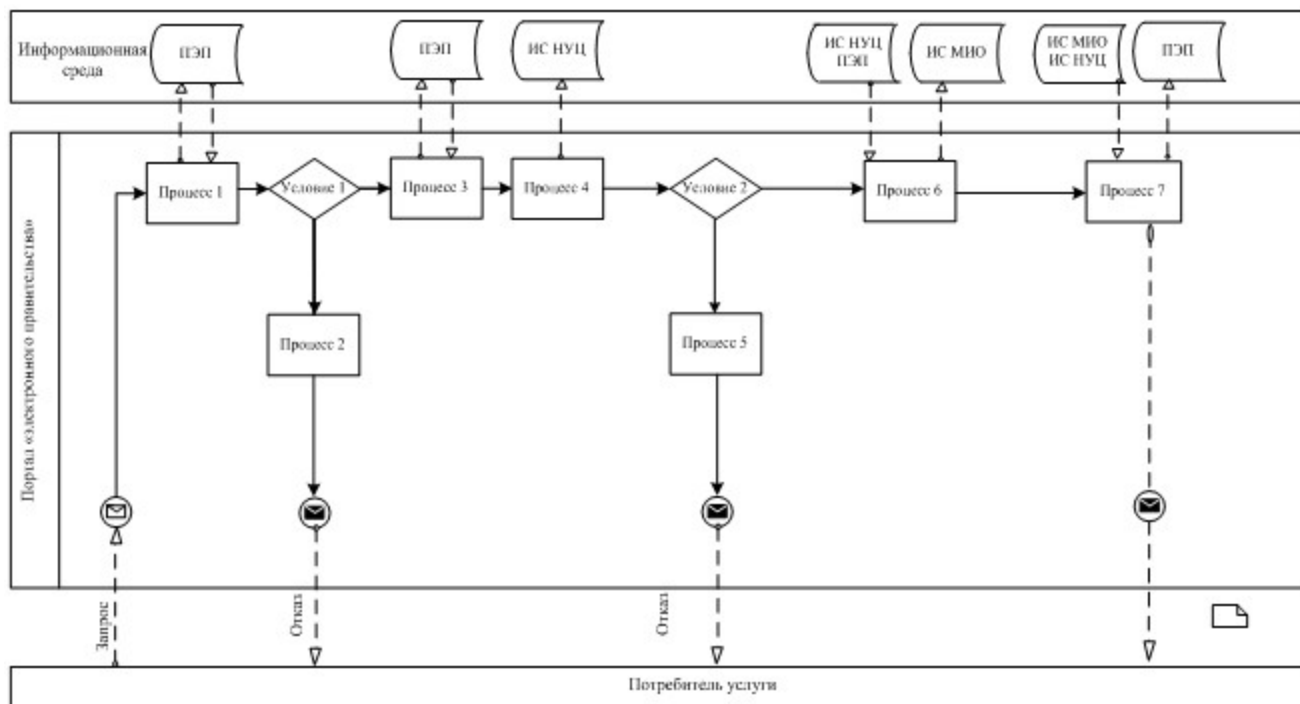 Информационная
среда
ПЭП
ПЭП
ИС НУЦ
ИС НУЦ
ПЭП
ИС МИО
ИС МИО
ИС НУЦ
ПЭП
Портал «электронного правительства»
Процесс 1
Условие 1
Процесс 3
Процесс 4
Условие 2
Процесс 6
Процесс 7
Процесс 2
Процесс 5
Запрос
Отказ
Отказ
Потребитель услуги